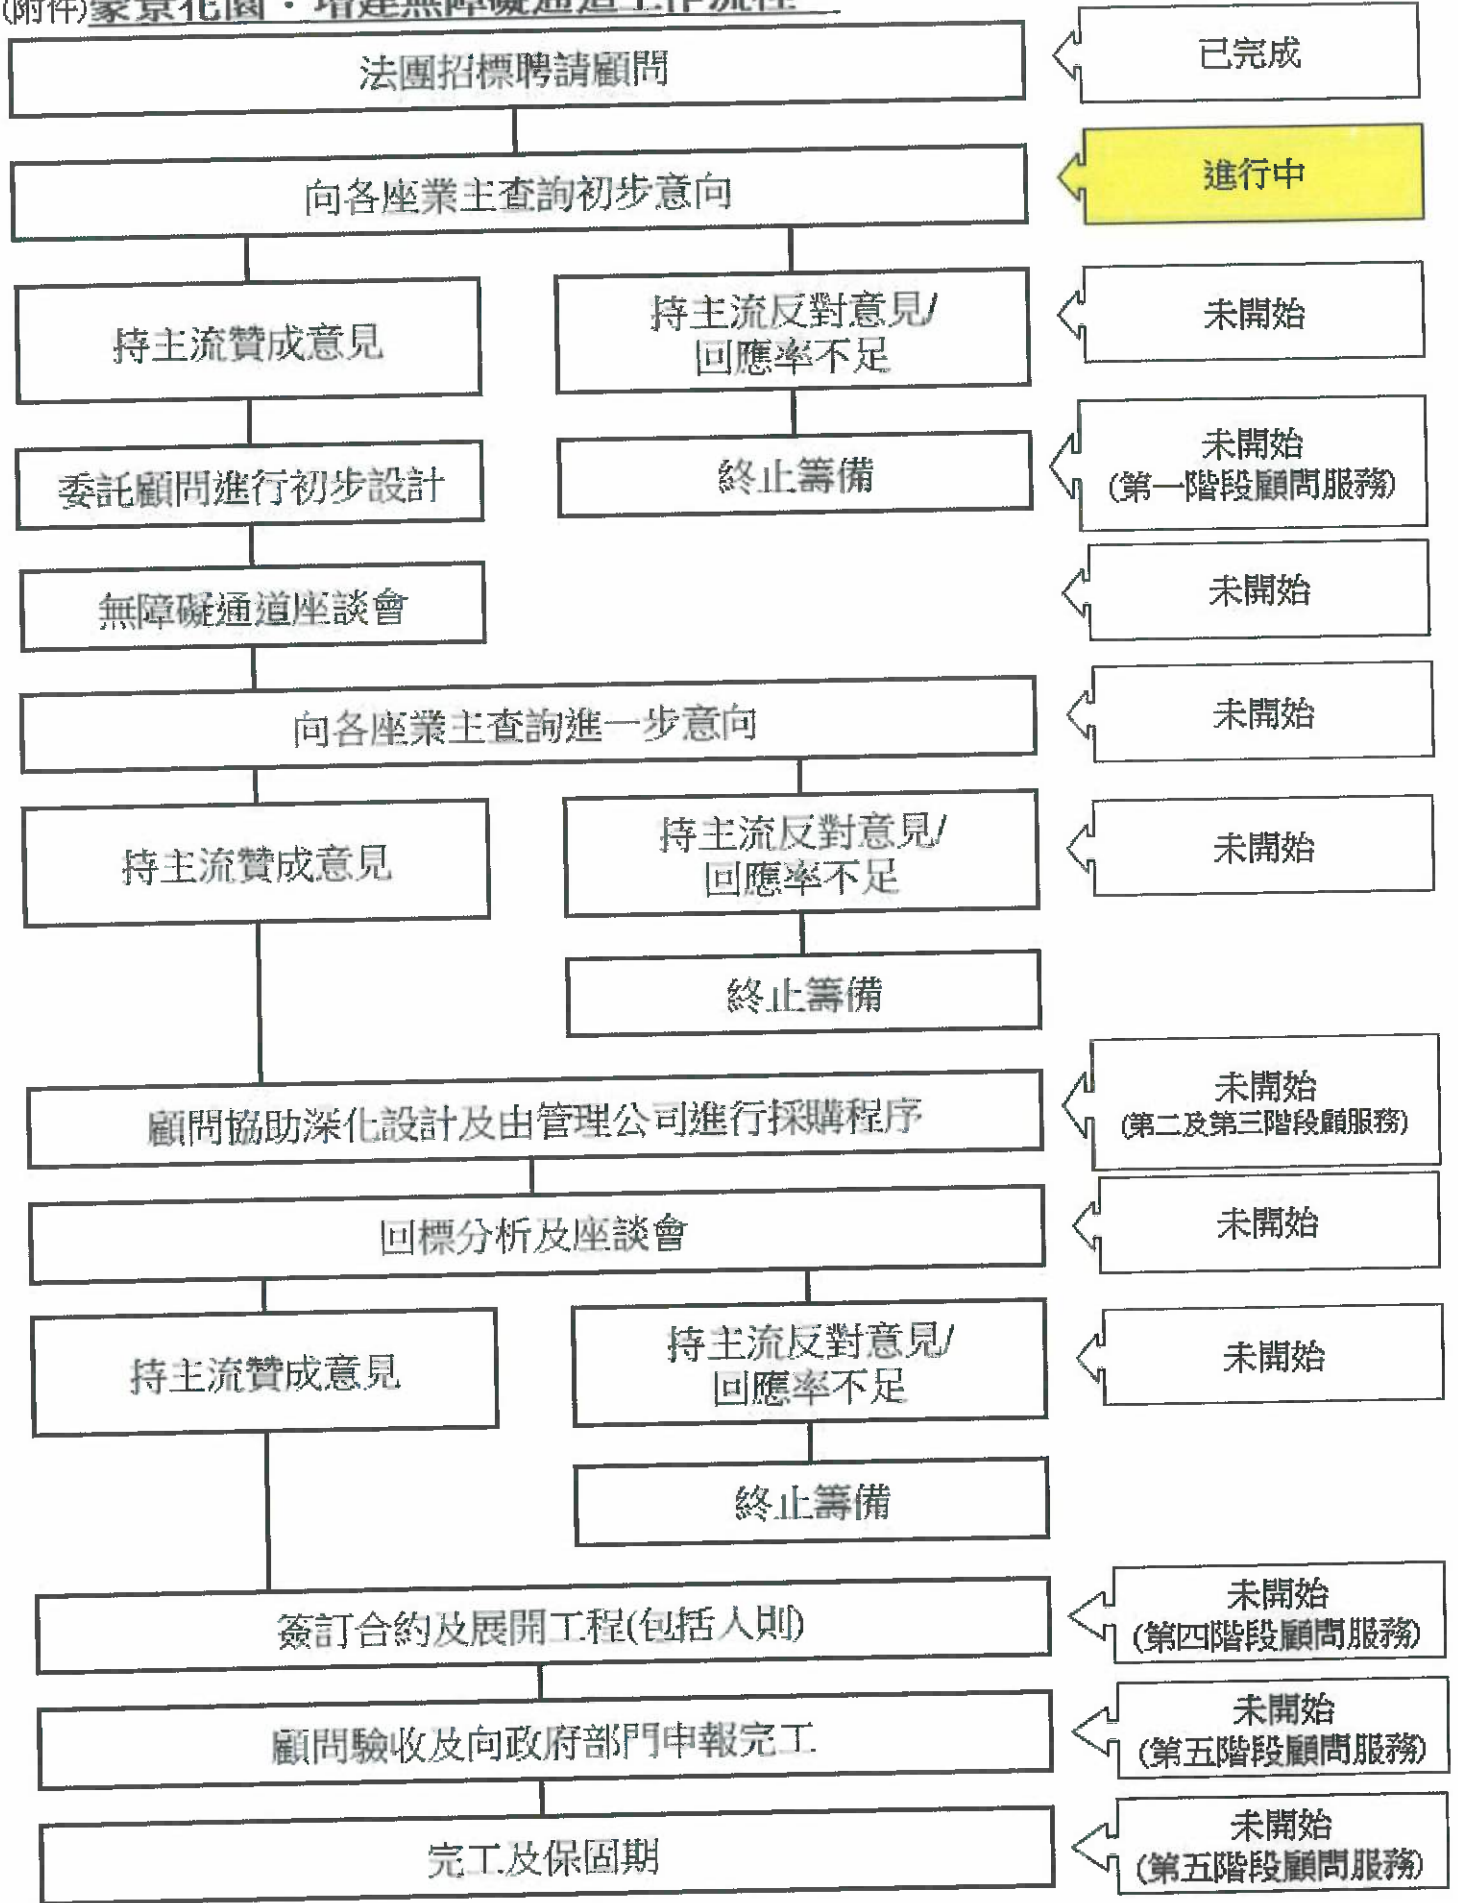 (附件)豪景花園・增建無障礙通道工作流程
法團招標聘請顧問
已完成
向各座業主查詢初步意向
進行中
持主流贊成意見
持主流反對意見/
回應率不足
未開始
委託顧問進行初步設計
終止籌備
未開始
(第一階段顧問服務)
無障礙通道座談會
未開始
向各座業主查詢進一步意向
未開始
持主流贊成意見
持主流反對意見/
回應率不足
未開始
終止籌備
顧問協助深化設計及由管理公司進行採購程序
未開始
(第二及第三階段顧服務)
回標分析及座談會
未開始
持主流贊成意見
持主流反對意見/
回應率不足
未開始
終止籌備
簽訂合約及展開工程(包括入則)
未開始
(第四階段顧問服務)
顧問驗收及向政府部門申報完工
未開始
(第五階段顧問服務)
完工及保固期
未開始
(第五階段顧問服務)